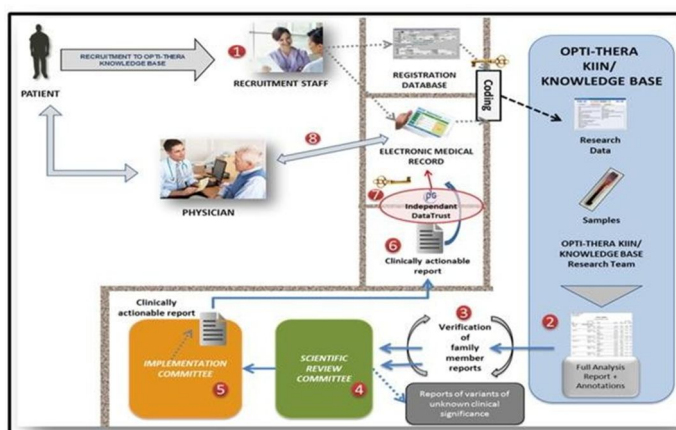 RECRUITMENT TO OPTI-THERA
KNOWLEDGE BASE
PATIENT
1
RECRUITMENT STAFF
REGISTRATION
DATABASE
Coding
OPTI-THERA
KIIN/
KNOWLEDGE BASE
Research
Data
Samples
OPTI-THERA KIIN/
KNOWLEDGE BASE
Research Team
8
PHYSICIAN
ELECTRONIC MEDICAL
RECORD
7
Independant
DataTrust
6
Clinically actionable
report
Clinically
actionable report
IMPLEMENTATION
COMMITTEE
5
SCIENTIFIC
REVIEW
COMMITTEE
4
3
Verification
of
family
member
reports
2
Full Analysis
Report +
Annotations
Reports of variants of
unknown clinical
significance